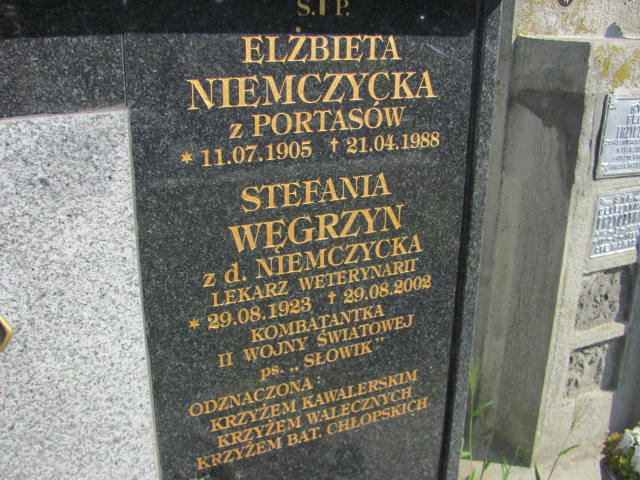 Ś.†P.
ELŻBIETA
NIEMCZYCKA
z PORTASÓW
* 11.07.1905 † 21.04.1988
STEFANIA
WĘGRZYN
z d. NIEMCZYCKA
LEKARZ WETERYNARII
* 29.08.1923 † 29.08.2002
KOMBATANTKA
II WOJNY ŚWIATOWEJ
ps. „SŁOWIK"
ODZNACZONA :
KRZYŻEM KAWALERSKIM
KRZYŻEM WALECZNYCH
KRZYŻEM BAT. CHŁOPSKICH